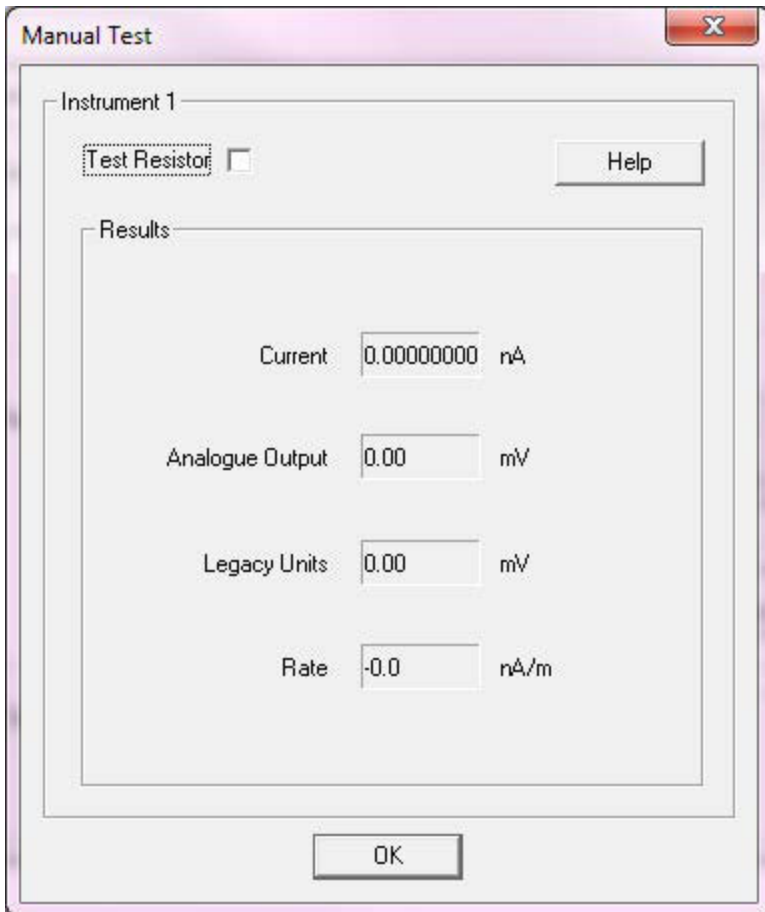 Manual Test
Instrument 1
Test Resistor
Help
Results
Current 0.00000000 nA
Analogue Output 0.00 mV
Legacy Units 0.00 mV
Rate -0.0 nA/m
OK